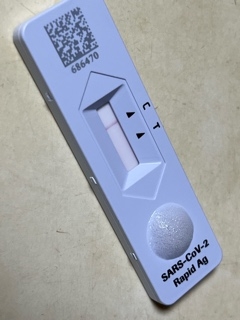 686470
C T
SARS-CoV-2
Rapid Ag